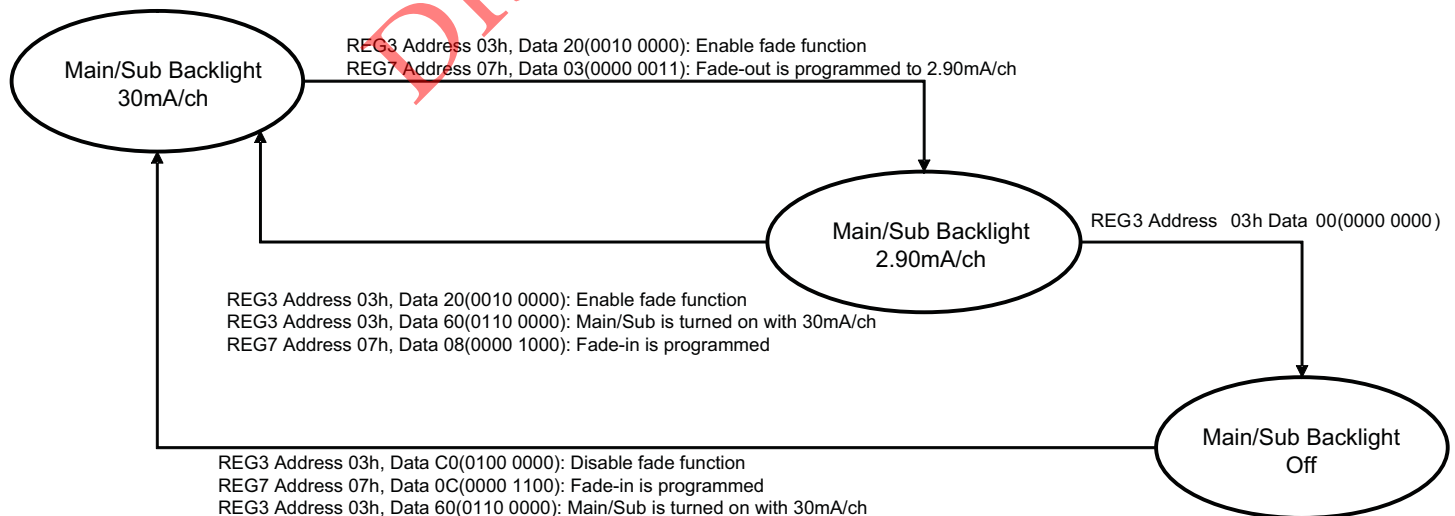 Main/Sub Backlight
30mA/ch
REG3 Address 03h, Data 20(0010 0000): Enable fade function
REG7 Address 07h, Data 03(0000 0011): Fade-out is programmed to 2.90mA/ch
Main/Sub Backlight
2.90mA/ch
REG3 Address 03h Data 00(0000 0000)
REG3 Address 03h, Data 20(0010 0000): Enable fade function
REG3 Address 03h, Data 60(0110 0000): Main/Sub is turned on with 30mA/ch
REG7 Address 07h, Data 08(0000 1000): Fade-in is programmed
Main/Sub Backlight
Off
REG3 Address 03h, Data C0(0100 0000): Disable fade function
REG7 Address 07h, Data 0C(0000 1100): Fade-in is programmed
REG3 Address 03h, Data 60(0110 0000): Main/Sub is turned on with 30mA/ch